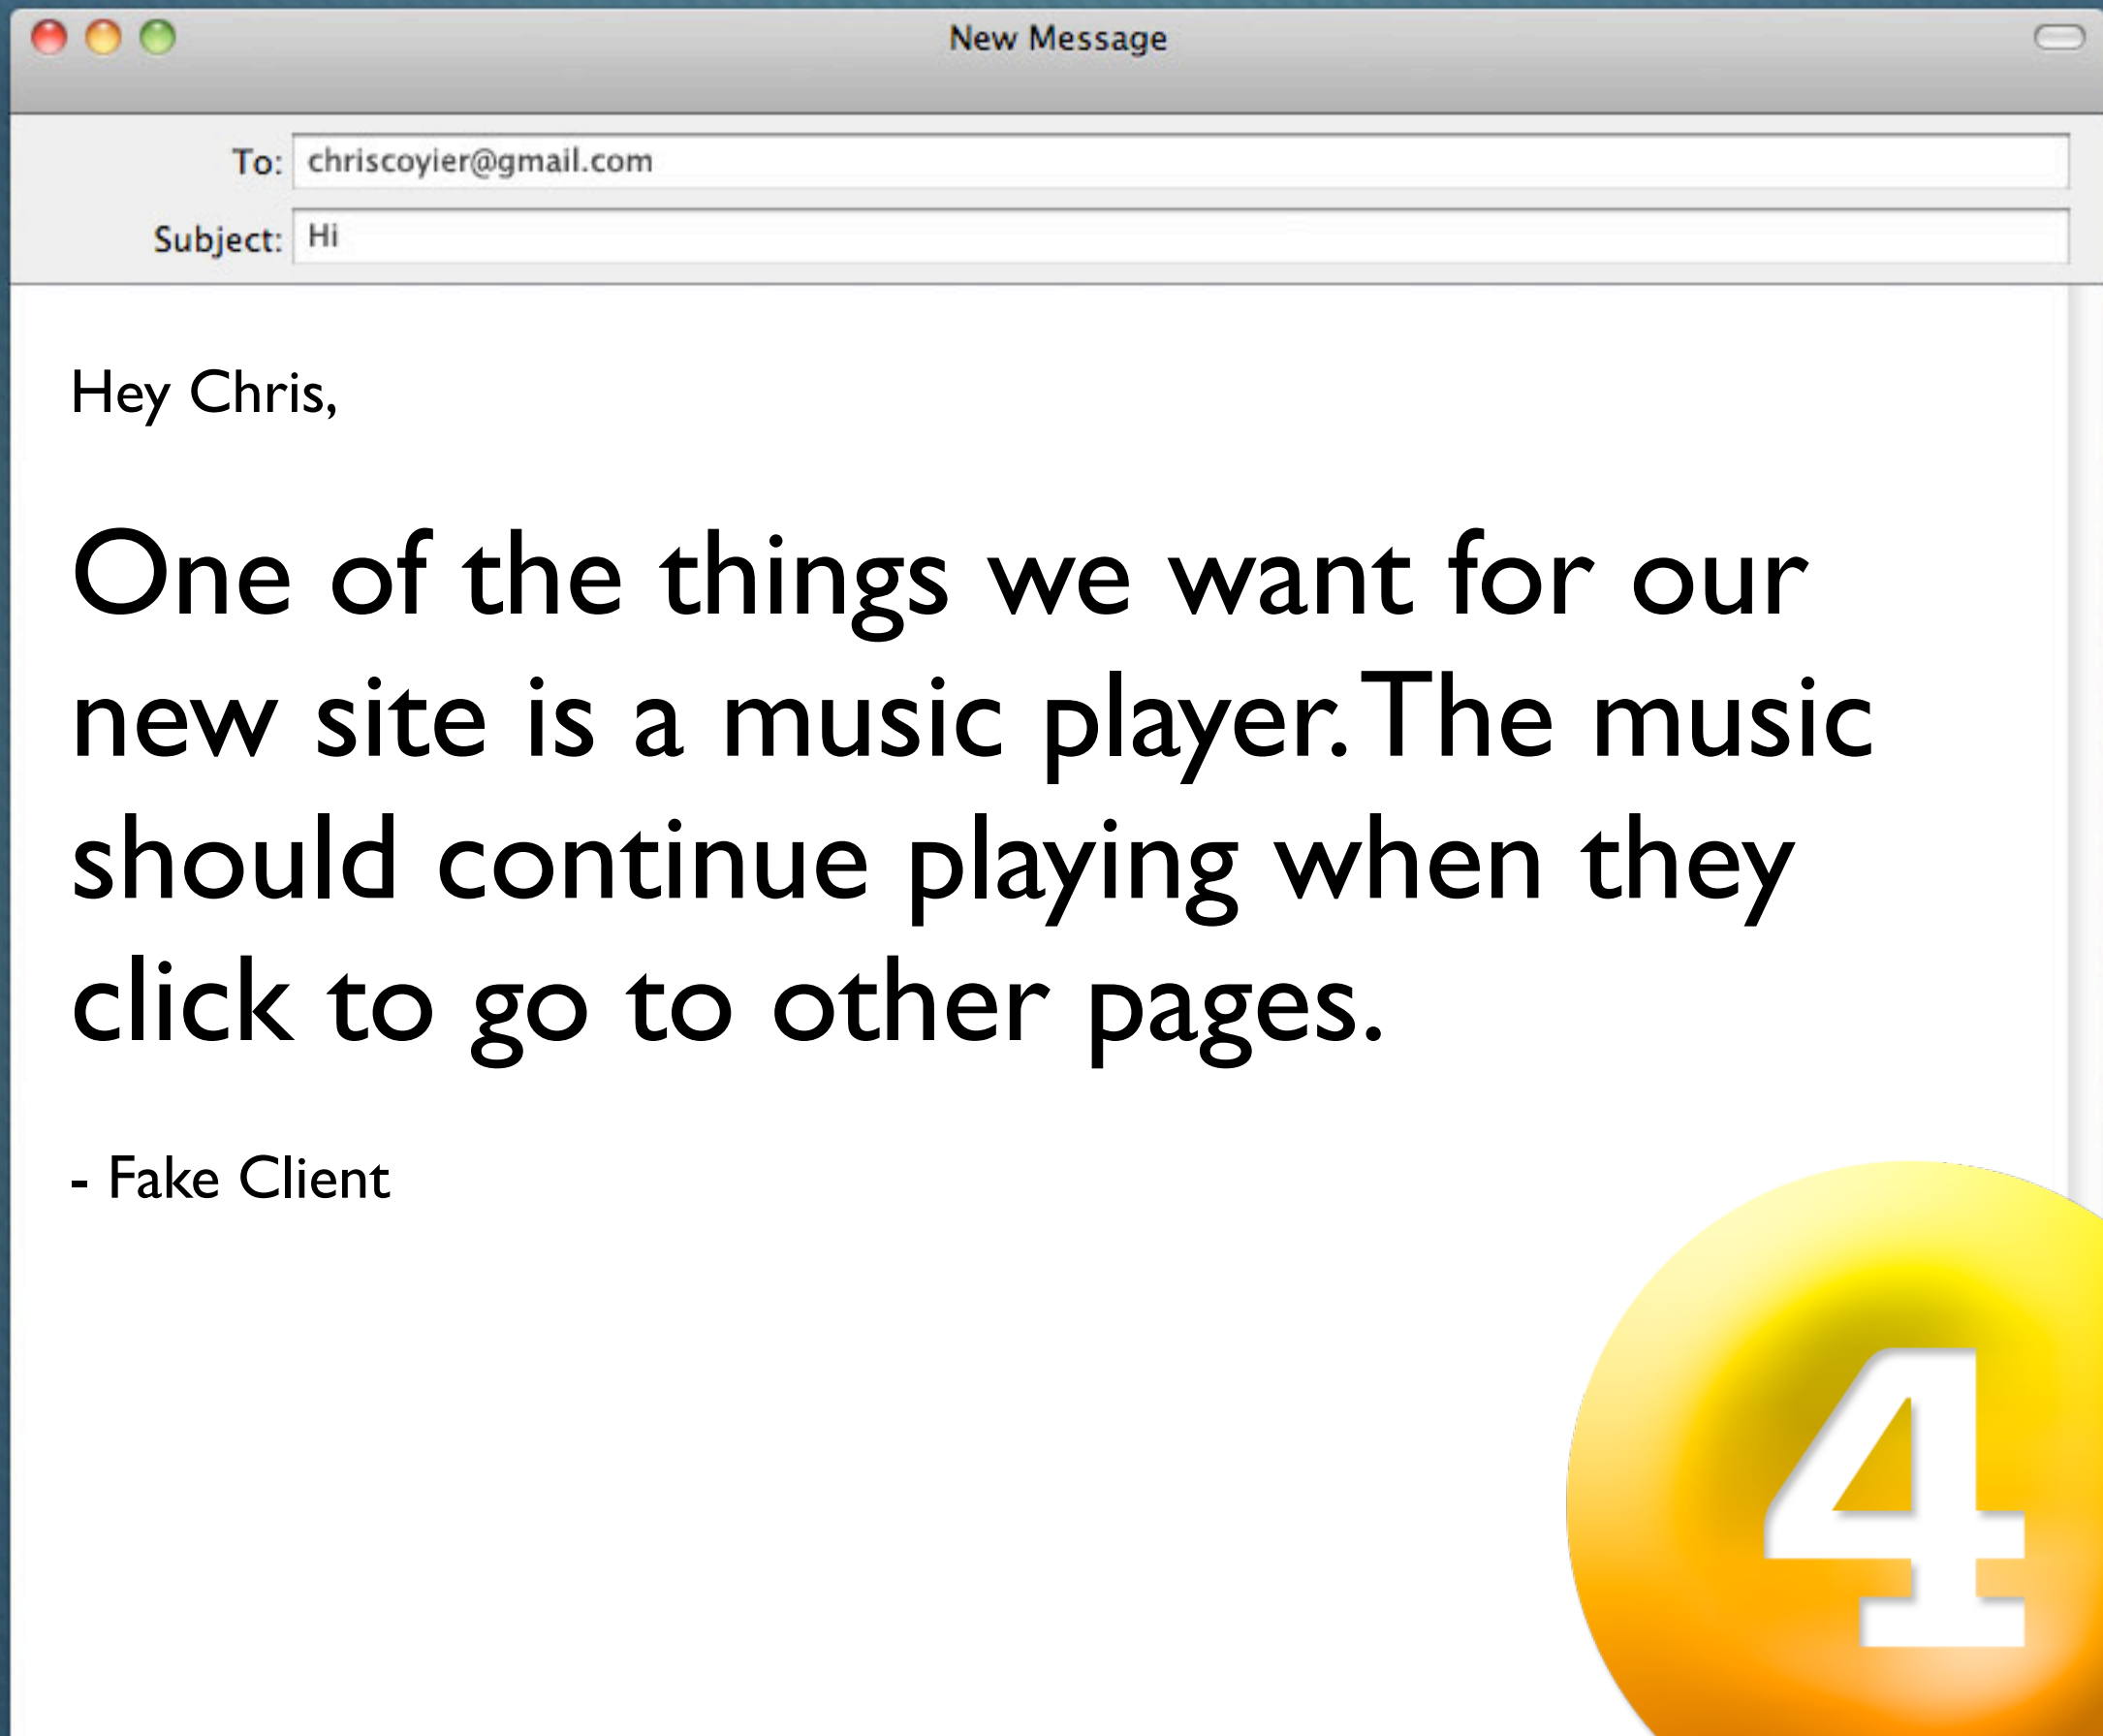 New Message
To: chriscoyier@gmail.com
Subject: Hi
Hey Chris,
One of the things we want for our
new site is a music player. The music
should continue playing when they
click to go to other pages.
- Fake Client
4